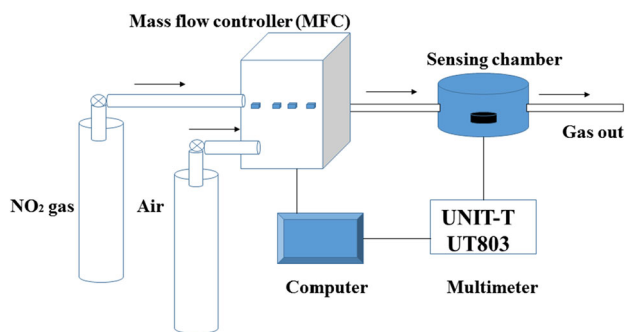 Mass flow controller (MFC)
Sensing chamber
Gas out
NO₂ gas
Air
UNIT-T
UT803
Computer
Multimeter